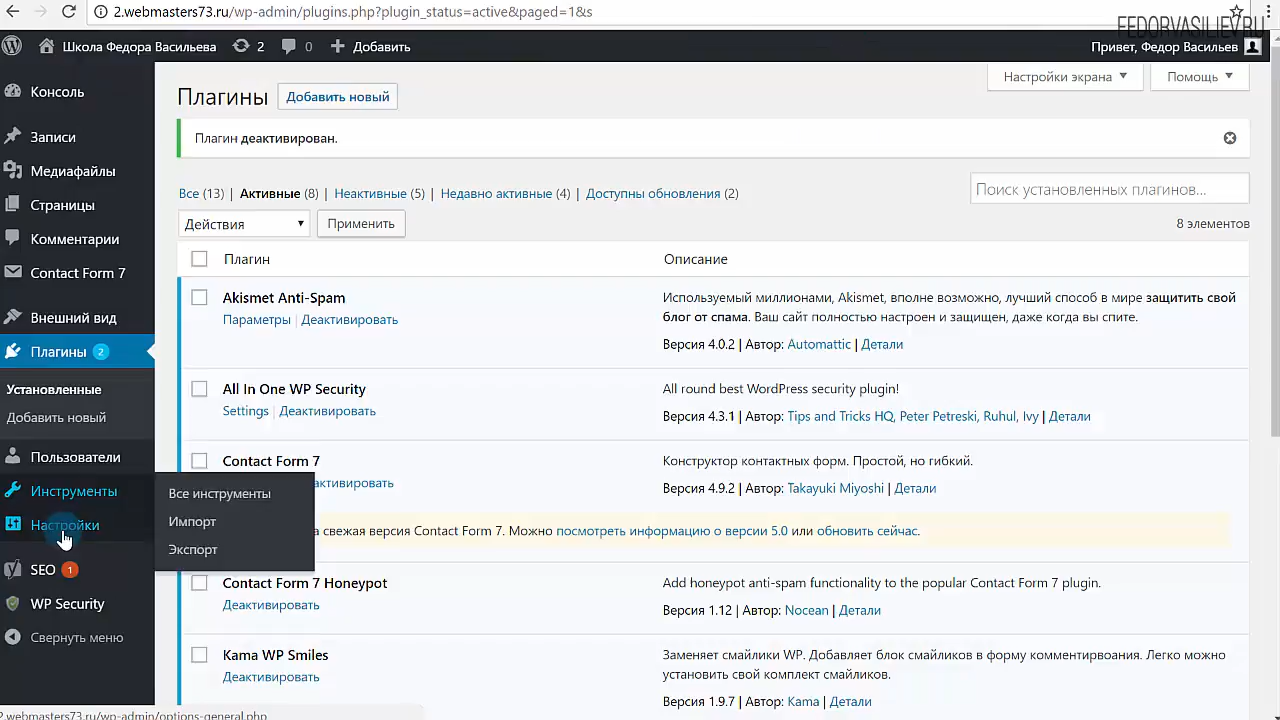 2.webmasters73.ru/wp-admin/plugins.php?plugin_status=active&paged=1&s
FEDORVASILIEV.RU
Школа Федора Васильева 2 0 Добавить
Привет, Федор Васильев
Консоль
Записи
Медиафайлы
Страницы
Комментарии
Contact Form 7
Внешний вид
Плагины 2
Установленные
Добавить новый
Пользователи
Инструменты
Настройки
SEO 1
WP Security
Свернуть меню
Все инструменты
Импорт
Экспорт
Настройки экрана
Помощь
Плагины Добавить новый
Плагин деактивирован.
Все (13) | Активные (8) | Неактивные (5) | Недавно активные (4) | Доступны обновления (2)
Поиск установленных плагинов...
Действия Применить
8 элементов
Плагин Описание
Akismet Anti-Spam
Параметры | Деактивировать
Используемый миллионами, Akismet, вполне возможно, лучший способ в мире защитить свой
блог от спама. Ваш сайт полностью настроен и защищен, даже когда вы спите.
Версия 4.0.2 | Автор: Automattic | Детали
All In One WP Security
Settings | Деактивировать
All round best WordPress security plugin!
Версия 4.3.1 | Автор: Tips and Tricks HQ, Peter Petreski, Ruhul, Ivy | Детали
Contact Form 7
активировать
Конструктор контактных форм. Простой, но гибкий.
Версия 4.9.2 | Автор: Takayuki Miyoshi | Детали
а свежая версия Contact Form 7. Можно посмотреть информацию о версии 5.0 или обновить сейчас.
Contact Form 7 Honeypot
Деактивировать
Add honeypot anti-spam functionality to the popular Contact Form 7 plugin.
Версия 1.12 | Автор: Nocean | Детали
Kama WP Smiles
Деактивировать
Заменяет смайлики WP. Добавляет блок смайликов в форму комментирвоания. Легко можно
установить свой комплект смайликов.
Версия 1.9.7 | Автор: Kama | Детали
2.webmasters73.ru/wp-admin/options-general.php